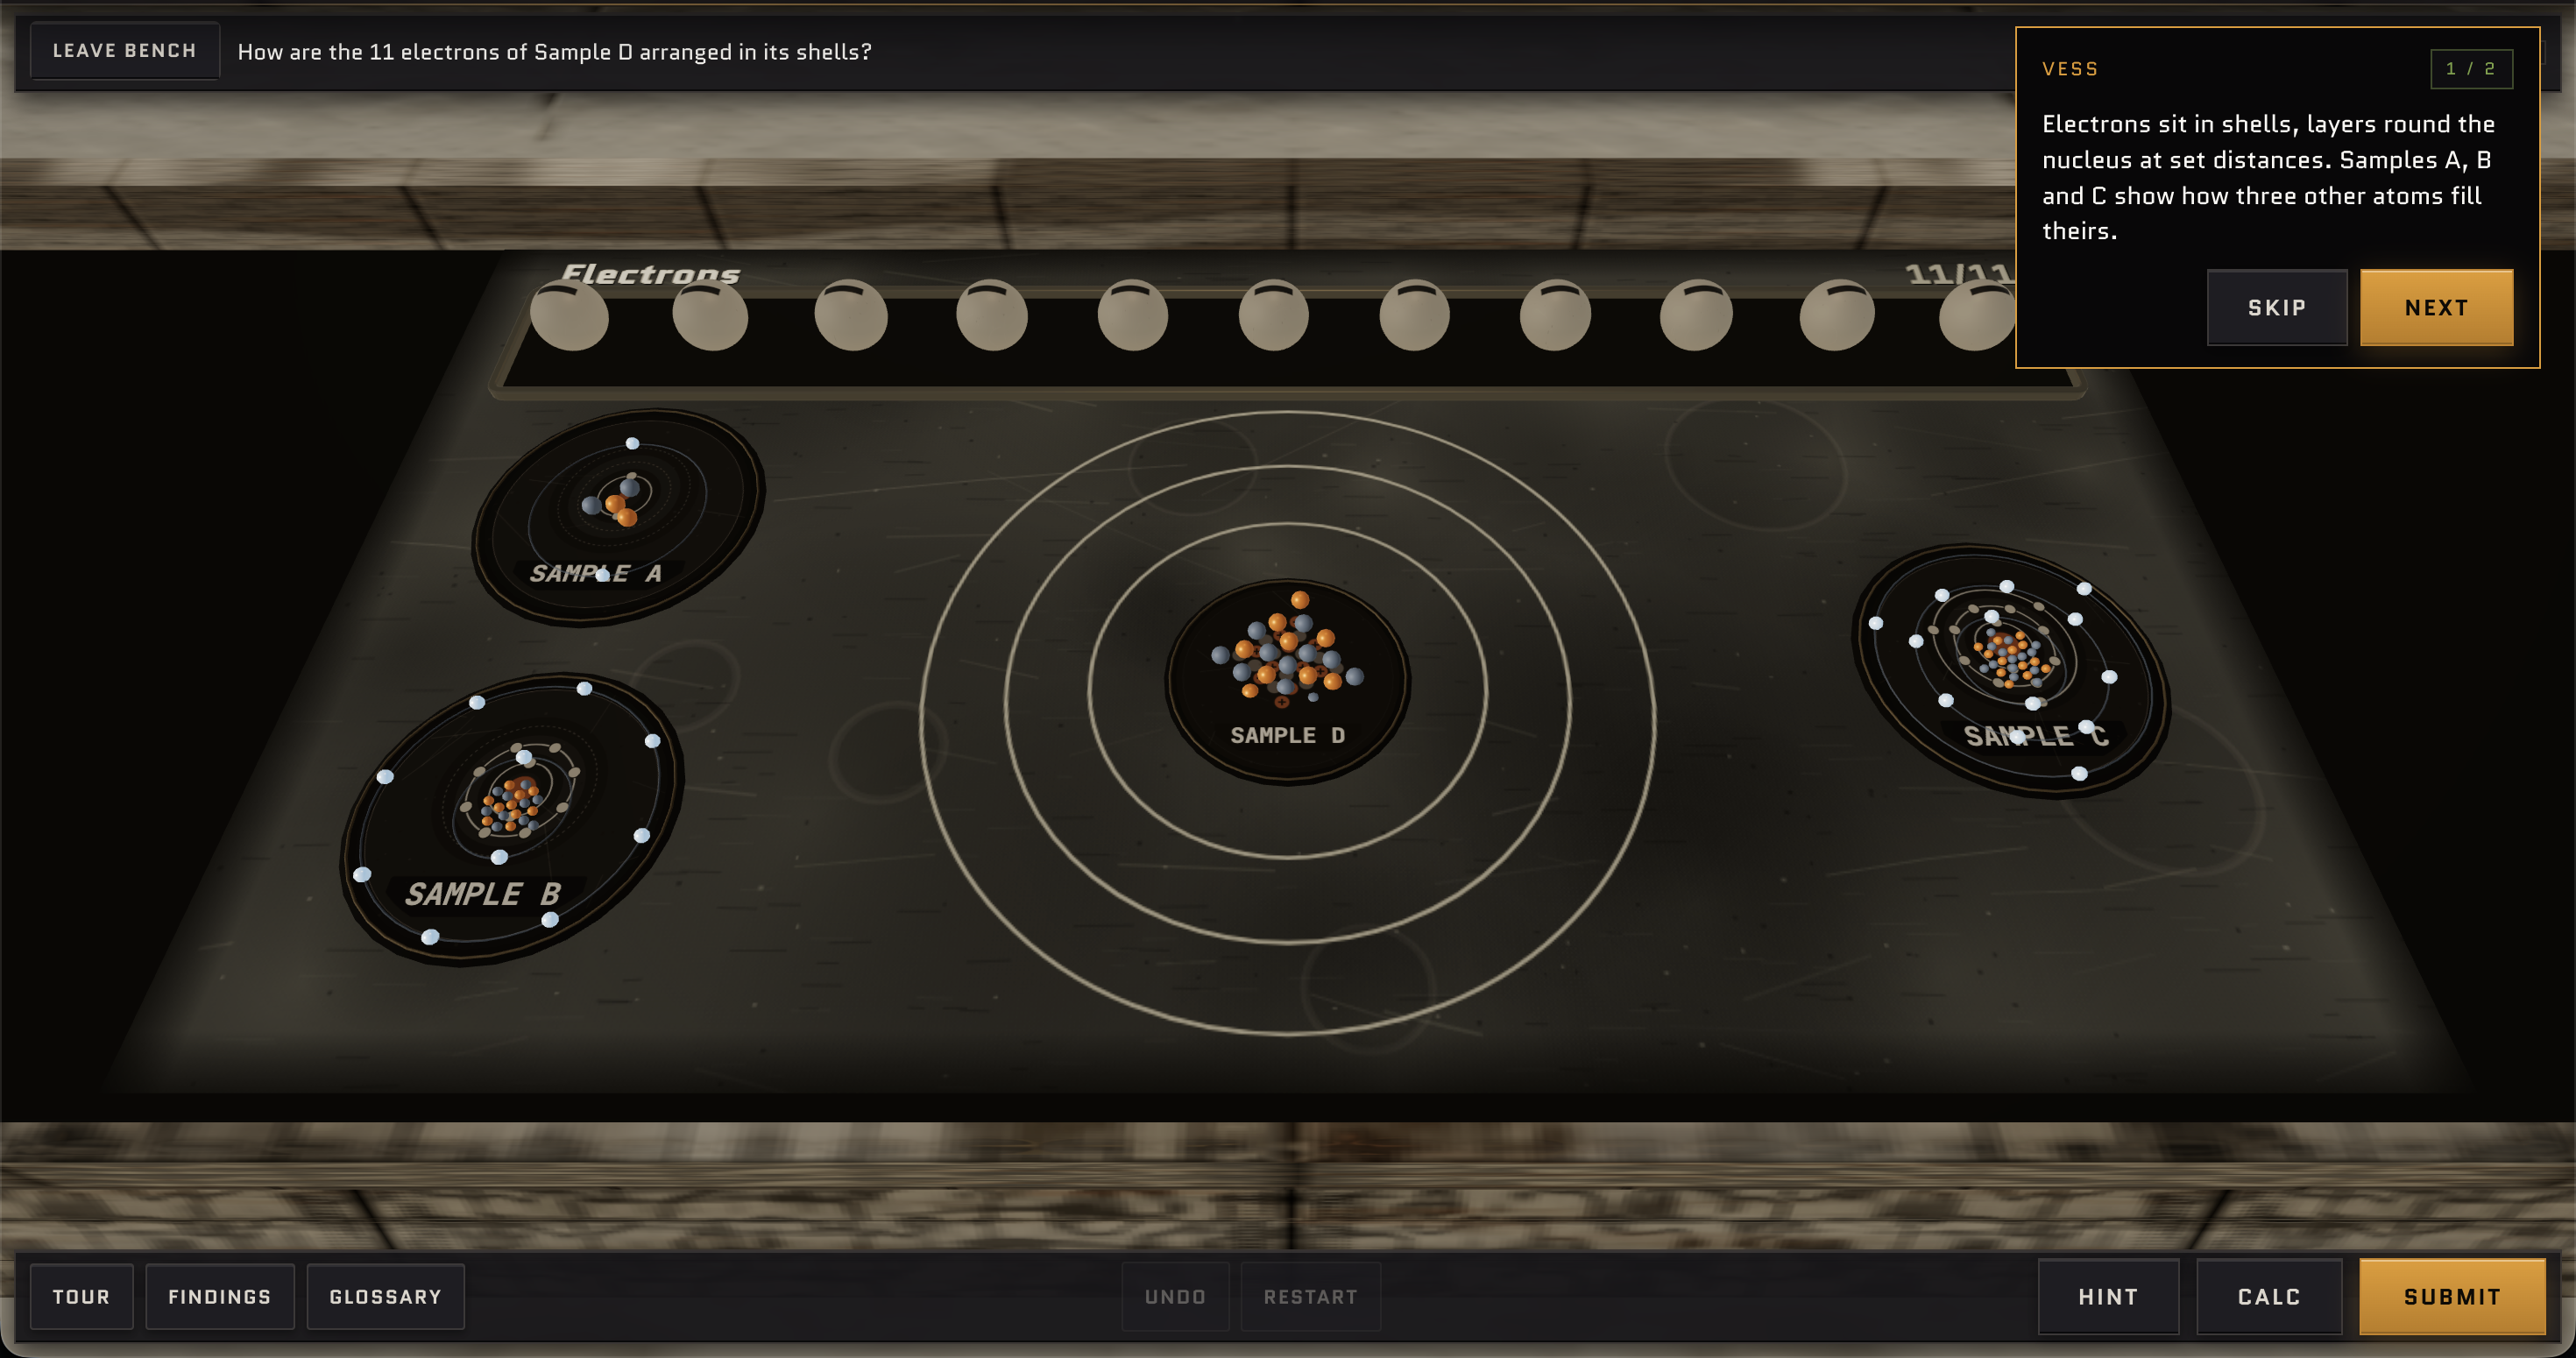 LEAVE BENCH
How are the 11 electrons of Sample D arranged in its shells?
VESS
1 / 2
Electrons sit in shells, layers round the
nucleus at set distances. Samples A, B
and C show how three other atoms fill
theirs.
SKIP
NEXT
Electrons
11/11
SAMPLE A
SAMPLE B
SAMPLE D
SAMPLE C
TOUR
FINDINGS
GLOSSARY
UNDO
RESTART
HINT
CALC
SUBMIT